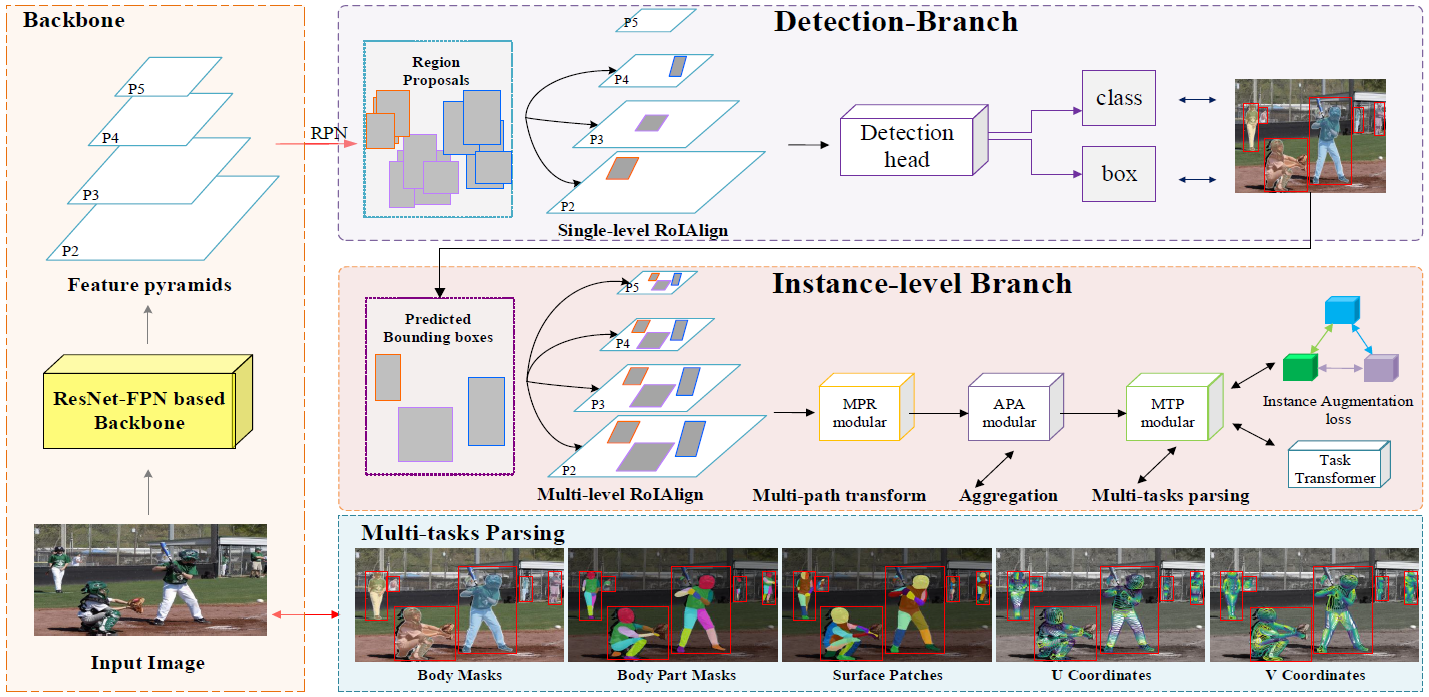 Backbone
P5
P4
P3
P2
Feature pyramids
ResNet-FPN based
Backbone
Input Image
RPN
Detection-Branch
Region
Proposals
P5
P4
P3
P2
Single-level RoIAlign
Detection
head
class
box
Instance-level Branch
Predicted
Bounding boxes
P5
P4
P3
P2
Multi-level RoIAlign
MPR
modular
APA
modular
MTP
modular
Multi-path transform
Aggregation
Multi-tasks parsing
Instance Augmentation
loss
Task
Transformer
Multi-tasks Parsing
Body Masks
Body Part Masks
Surface Patches
U Coordinates
V Coordinates